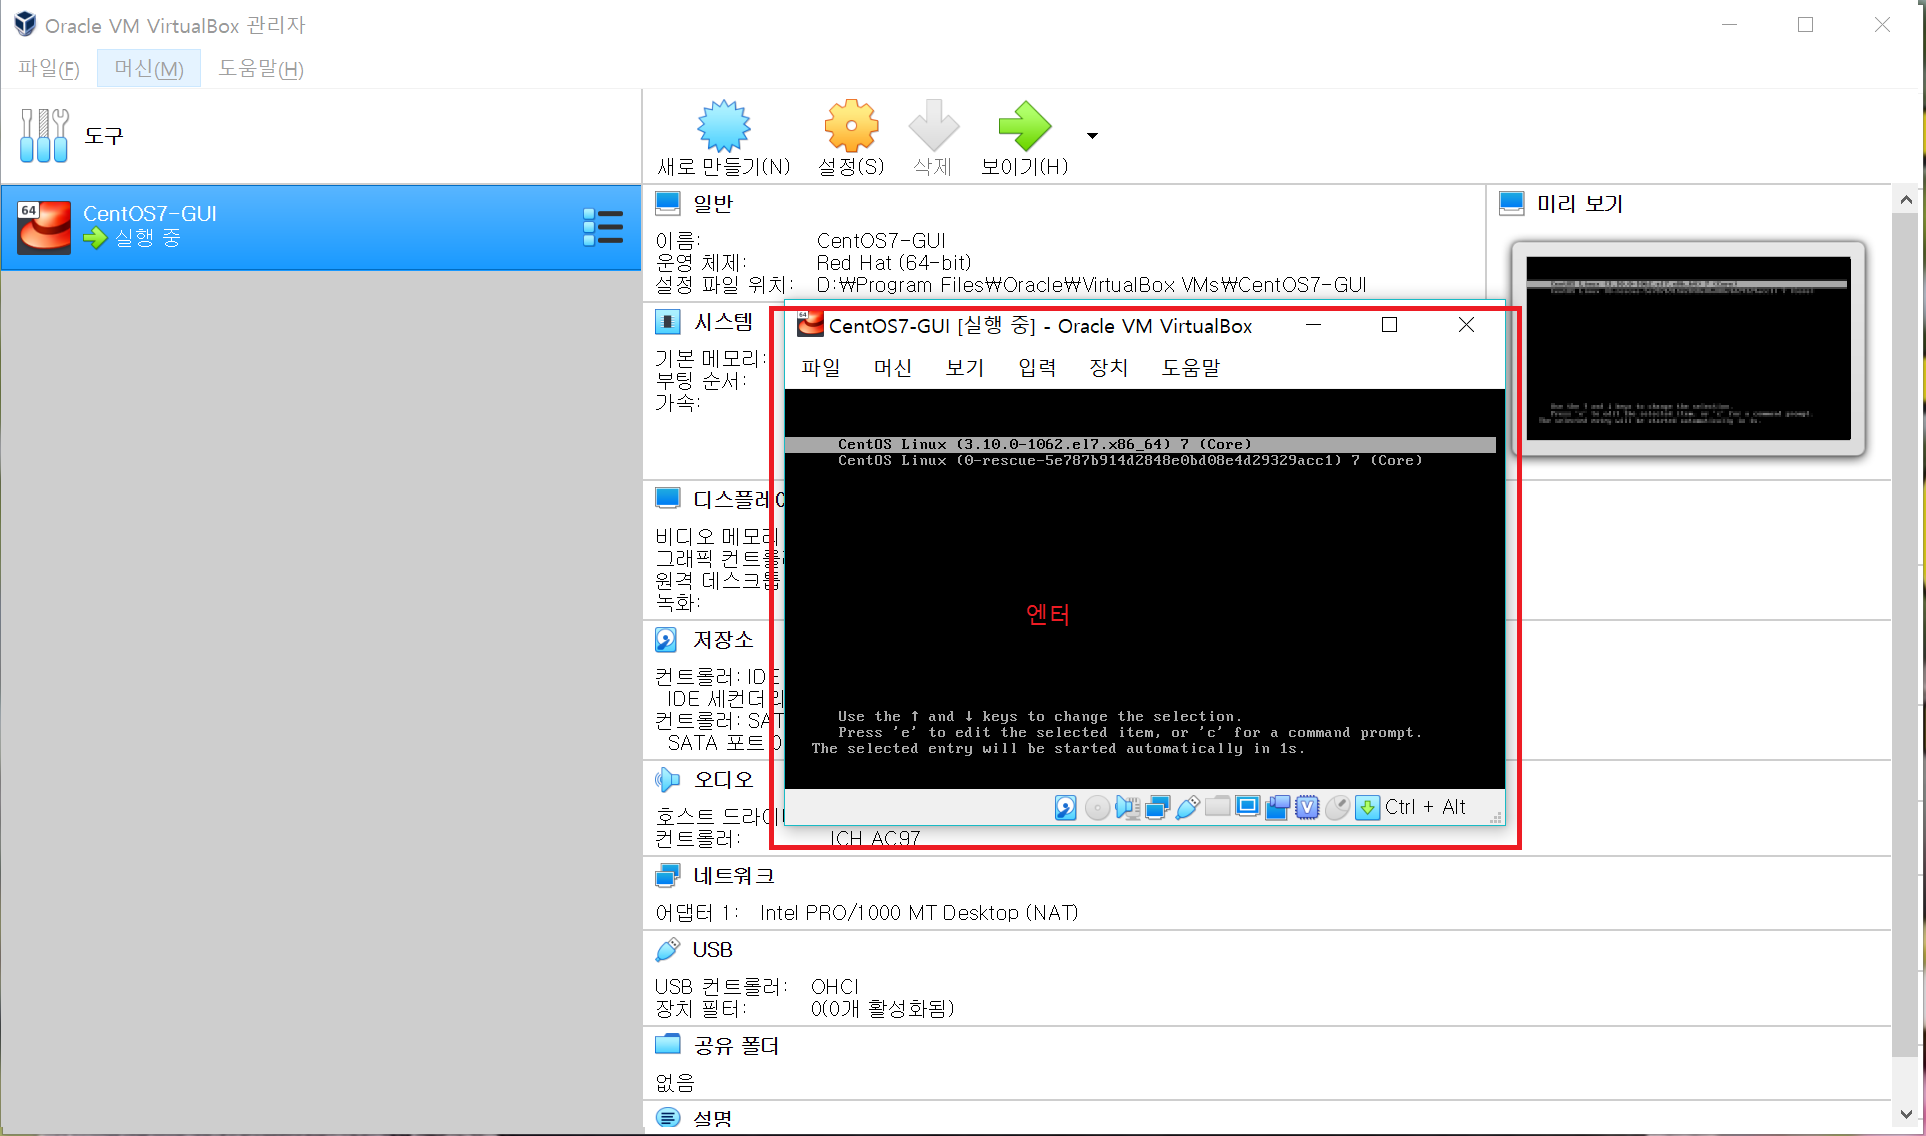 Oracle VM VirtualBox 관리자
파일(F) 머신(M) 도움말(H)
도구
새로 만들기(N) 설정(S) 삭제 보이기(H)
CentOS7-GUI
실행 중
일반
이름: CentOS7-GUI
운영 체제: Red Hat (64-bit)
설정 파일 위치: D:₩Program Files₩Oracle₩VirtualBox VMs₩CentOS7-GUI
미리 보기
시스템
기본 메모리:
부팅 순서:
가속:
CentOS7-GUI [실행 중] - Oracle VM VirtualBox
파일 머신 보기 입력 장치 도움말
CentOS Linux (3.10.0-1062.el7.x86_64) 7 (Core)
CentOS Linux (0-rescue-5e787b914d2848e0bd08e4d29329acc1) 7 (Core)
엔터
Use the ↑ and ↓ keys to change the selection.
Press 'e' to edit the selected item, or 'c' for a command prompt.
The selected entry will be started automatically in 1s.
Ctrl + Alt
디스플레이
비디오 메모리
그래픽 컨트롤
원격 데스크톱
녹화:
저장소
컨트롤러: IDE
IDE 세컨더리
컨트롤러: SAT
SATA 포트 0
오디오
호스트 드라이
컨트롤러: ICH AC97
네트워크
어댑터 1: Intel PRO/1000 MT Desktop (NAT)
USB
USB 컨트롤러: OHCI
장치 필터: 0(0개 활성화됨)
공유 폴더
없음
설명